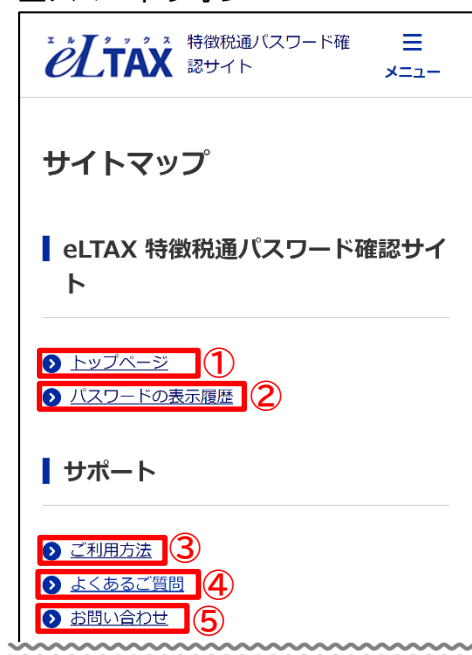 エルタックス
eLTAX 特徴税通パスワード確
認サイト
メニュー
サイトマップ
eLTAX 特徴税通パスワード確認サイ
ト
トップページ ①
パスワードの表示履歴 ②
サポート
ご利用方法 ③
よくあるご質問 ④
お問い合わせ ⑤